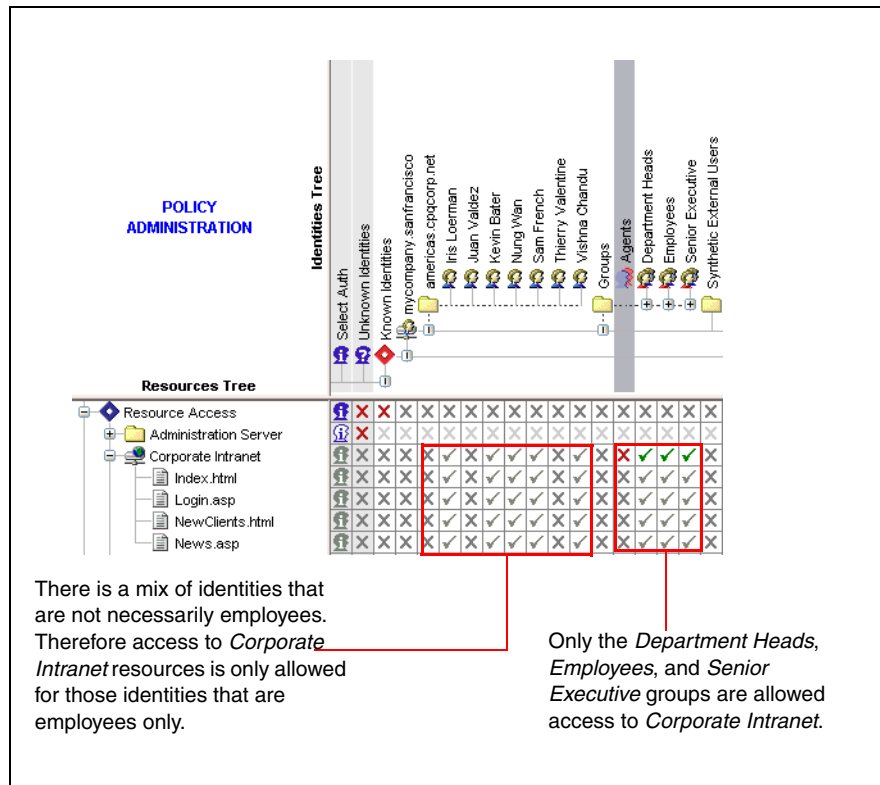 POLICY
ADMINISTRATION
Identities Tree
Select Auth
Unknown Identities
Known Identities
mycompany.sanfrancisco
americas.cpqcorp.net
Iris Loerman
Juan Valdez
Kevin Bater
Nung Wan
Sam French
Thierry Valentine
Vishna Chandu
Groups
Agents
Department Heads
Employees
Senior Executive
Synthetic External Users
Resources Tree
Resource Access
Administration Server
Corporate Intranet
Index.html
Login.asp
NewClients.html
News.asp
There is a mix of identities that
are not necessarily employees.
Therefore access to Corporate
Intranet resources is only allowed
for those identities that are
employees only.
Only the Department Heads,
Employees, and Senior
Executive groups are allowed
access to Corporate Intranet.